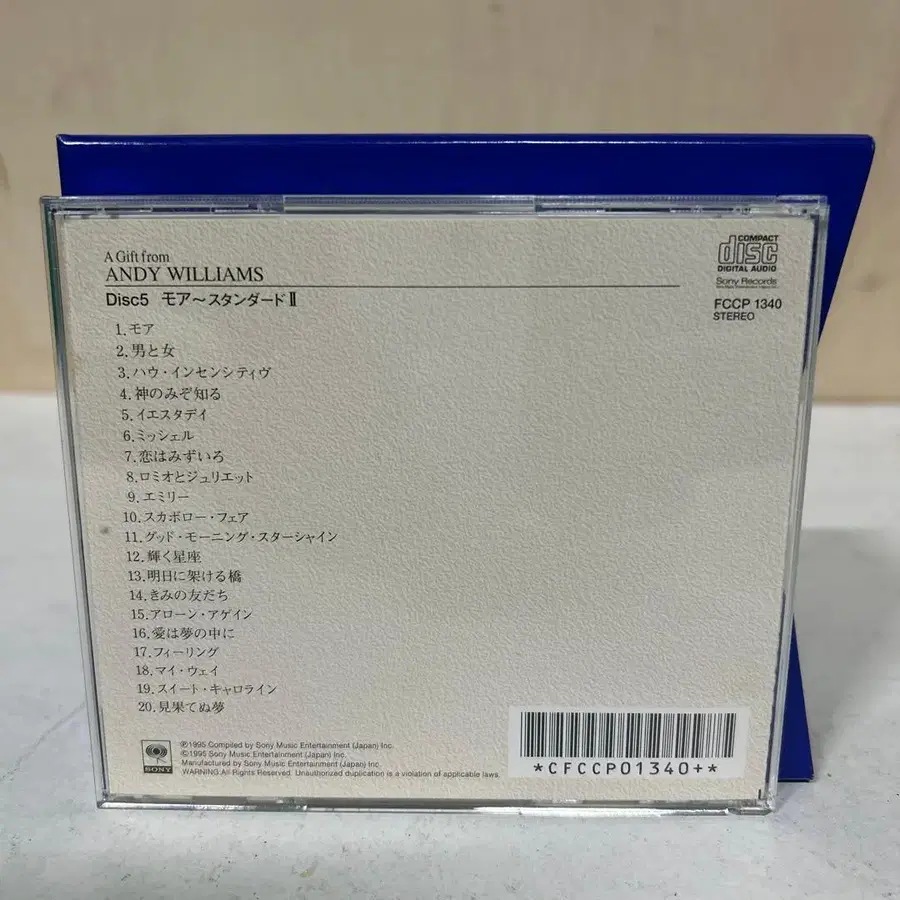 A Gift from
ANDY WILLIAMS
Disc5 モア～スタンダードⅡ
COMPACT
disc
DIGITAL AUDIO
Sony Records
FCCP 1340
STEREO
1.モア
2.男と女
3.ハウ・インセンシティヴ
4.神のみぞ知る
5.イエスタデイ
6.ミッシェル
7.恋はみずいろ
8.ロミオとジュリエット
9.エミリー
10.スカボロー・フェア
11.グッド・モーニング・スターシャイン
12.輝く星座
13.明日に架ける橋
14.きみの友だち
15.アローン・アゲイン
16.愛は夢の中に
17.フィーリング
18.マイ・ウェイ
19.スイート・キャロライン
20.見果てぬ夢
SONY
℗1995 Compiled by Sony Music Entertainment (Japan) Inc.
©1995 Sony Music Entertainment (Japan) Inc.
Manufactured by Sony Music Entertainment (Japan) Inc.
WARNING:All Rights Reserved. Unauthorized duplication is a violation of applicable laws.
*CFCCP01340+*